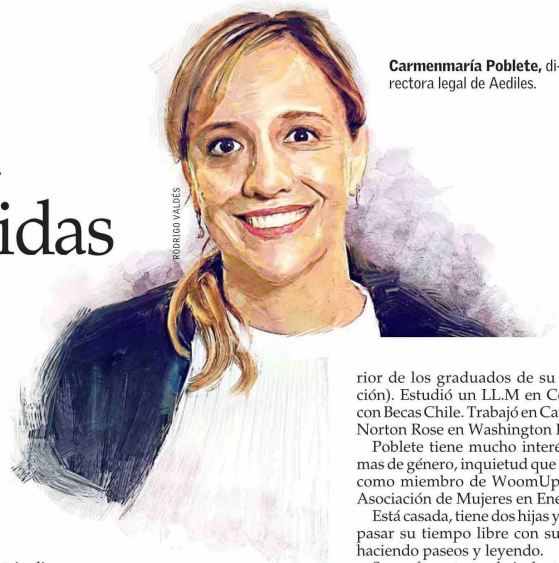 Carmenmaría Poblete, di-
rectora legal de Aediles.
idas
RODRIGO VALDÉS
rior de los graduados de su
ción). Estudió un LL.M en C
con Becas Chile. Trabajó en Ca
Norton Rose en Washington
Poblete tiene mucho interé
mas de género, inquietud que
como miembro de WoomUp
Asociación de Mujeres en Ene
Está casada, tiene dos hijas y
pasar su tiempo libre con su
haciendo paseos y leyendo.